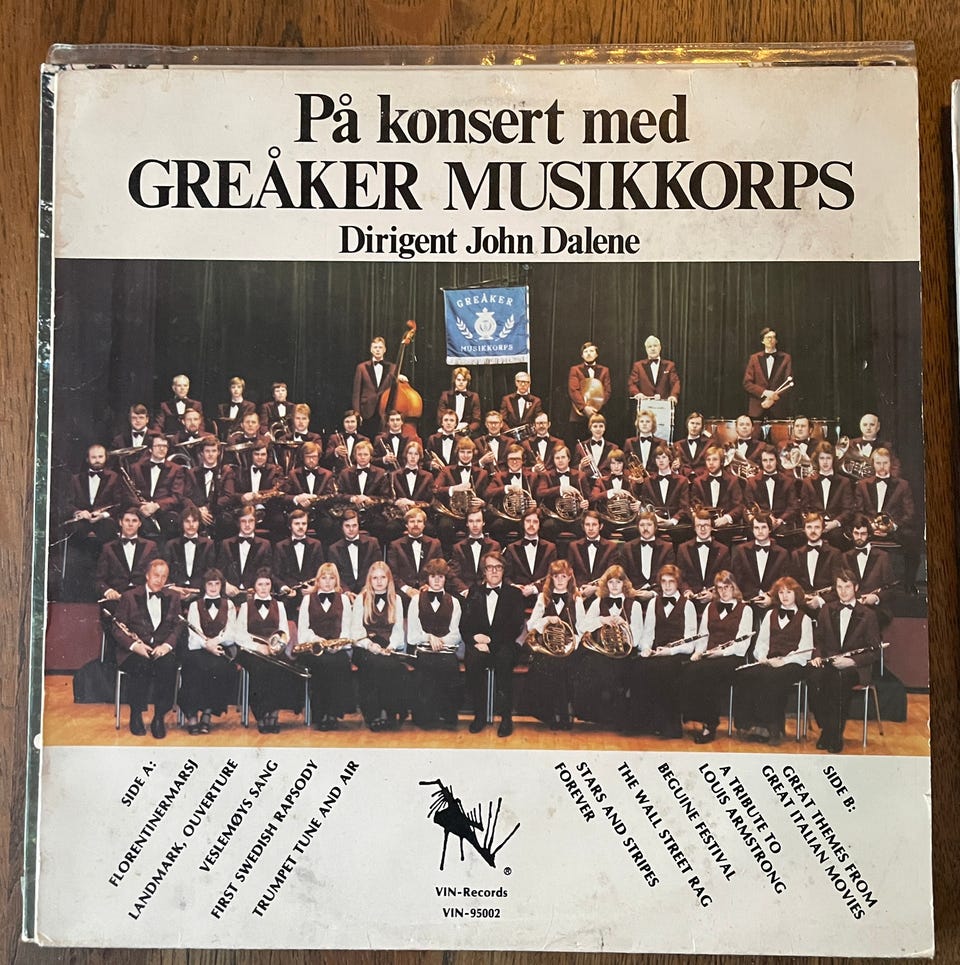 På konsert med
GREÅKER MUSIKKORPS
Dirigent John Dalene
GREÅKER
MUSIKKORPS
SIDE A:
FLORENTINERMARSJ
LANDMARK, OUVERTURE
VESLEMØYS SANG
FIRST SWEDISH RAPSODY
TRUMPET TUNE AND AIR
®
VIN-Records
VIN-95002
SIDE B:
GREAT THEMES FROM
GREAT ITALIAN MOVIES
A TRIBUTE TO
LOUIS ARMSTRONG
BEGUINE FESTIVAL
THE WALL STREET RAG
STARS AND STRIPES
FOREVER